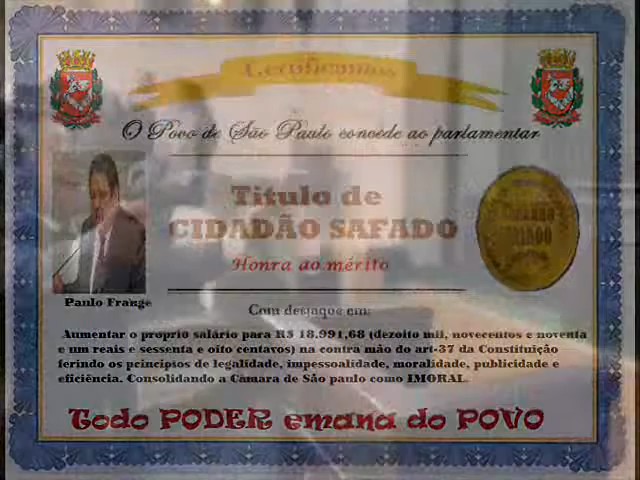 Certificamos
O Povo de São Paulo concede ao parlamentar
Titulo de
CIDADÃO SAFADO
Honra ao mérito
Paulo Frange
Com destaque em:
Aumentar o proprio salário para R$ 18.991,68 (dezoito mil, novecentos e noventa
e um reais e sessenta e oito centavos) na contra mão do art-37 da Constituição
ferindo os principos de legalidade, impessoalidade, moralidade, publicidade e
eficiência. Consolidando a Câmara de São paulo como IMORAL.
Todo PODER emana do POVO